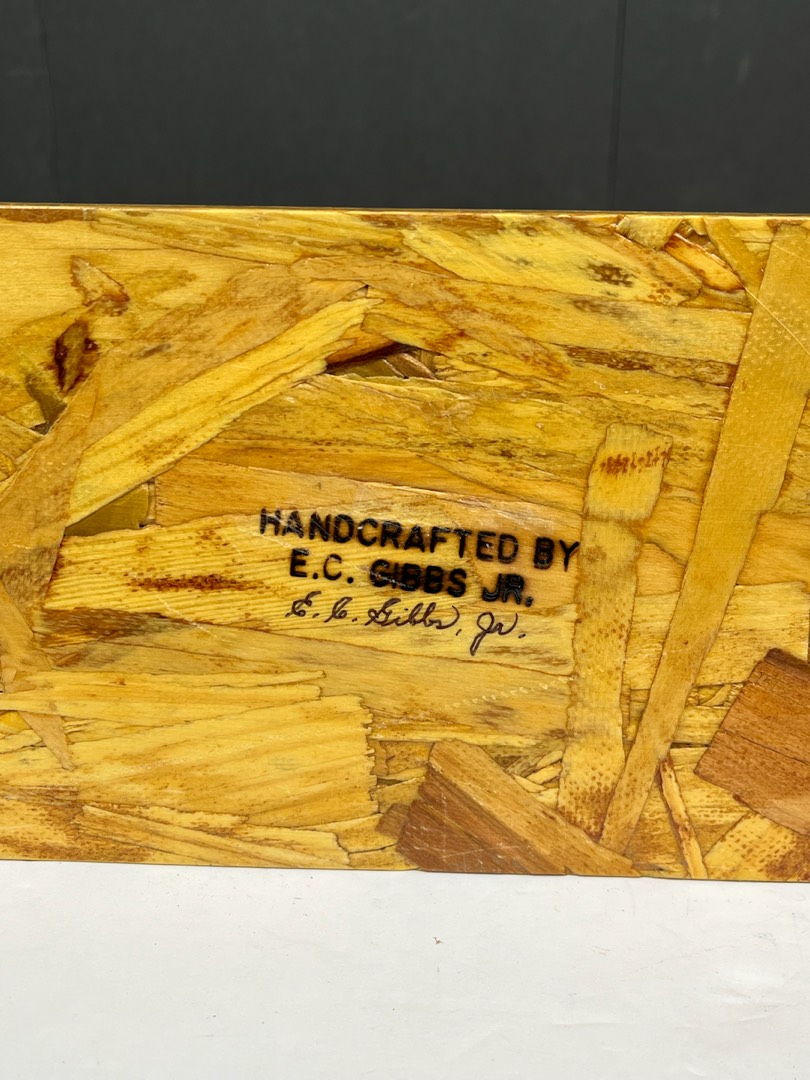 HANDCRAFTED BY
E.C. GIBBS JR.
E. C. Gibbs, Jr.